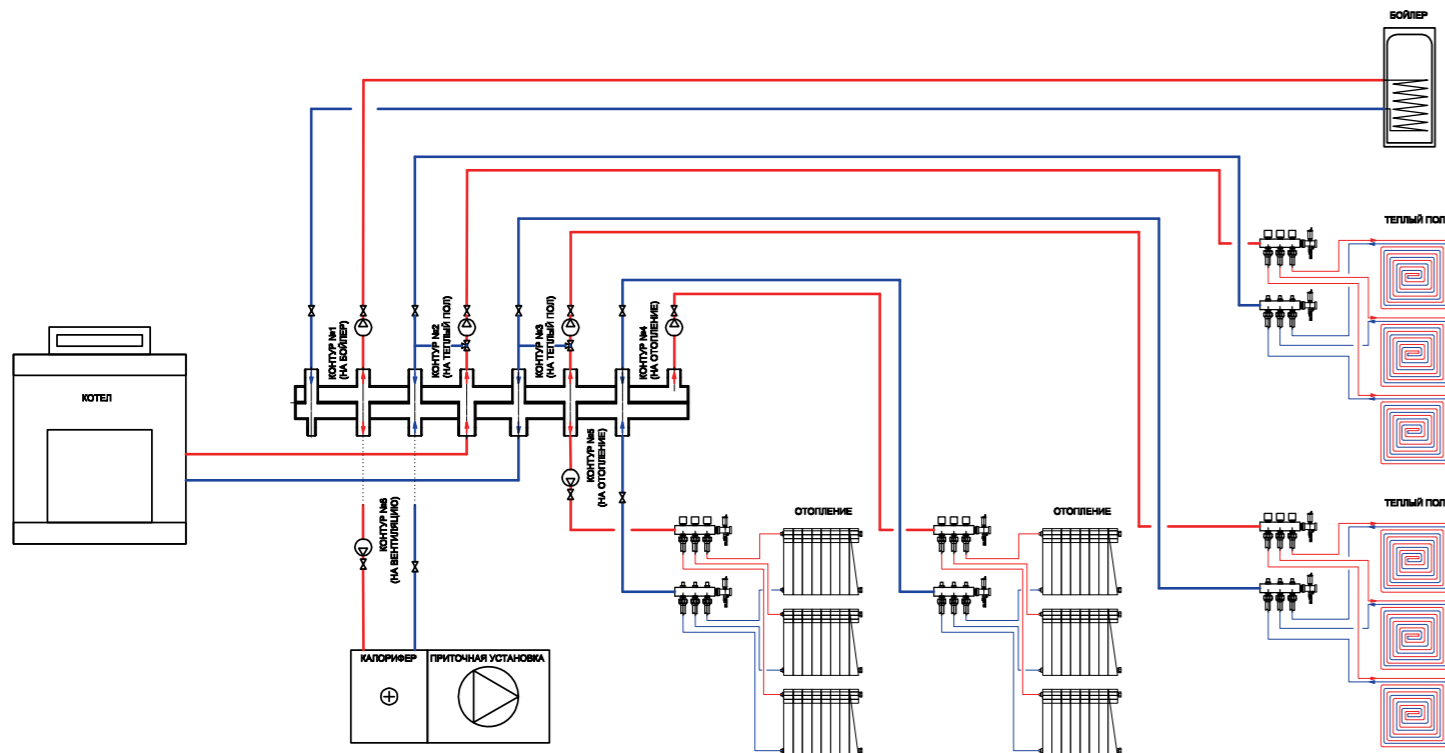 БОЙЛЕР
ТЕПЛЫЙ ПОЛ
КОНТУР №1
(НА БОЙЛЕР)
КОНТУР №2
(НА ТЕПЛЫЙ ПОЛ)
КОНТУР №3
(НА ТЕПЛЫЙ ПОЛ)
КОНТУР №4
(НА ОТОПЛЕНИЕ)
КОТЕЛ
КОНТУР №5
(НА ОТОПЛЕНИЕ)
КОНТУР №6
(НА ВЕНТИЛЯЦИЮ)
ОТОПЛЕНИЕ
ОТОПЛЕНИЕ
ТЕПЛЫЙ ПОЛ
КАЛОРИФЕР
ПРИТОЧНАЯ УСТАНОВКА